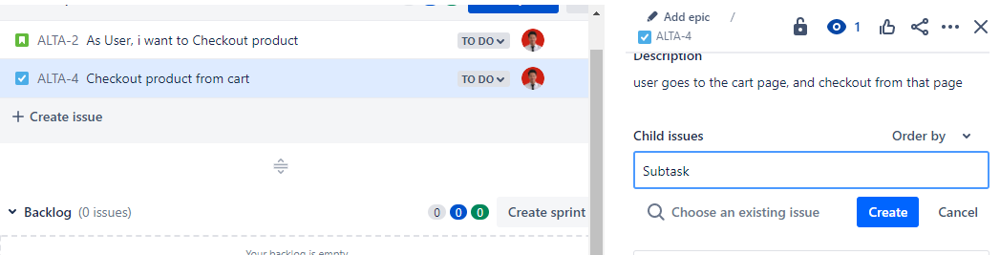 ALTA-2 As User, i want to Checkout product TO DO
ALTA-4 Checkout product from cart TO DO
+ Create issue
Backlog (0 issues) 0 0 0 Create sprint
Your backlog is empty
Add epic /
ALTA-4
1
Description
user goes to the cart page, and checkout from that page
Child issues Order by
Subtask
Choose an existing issue Create Cancel